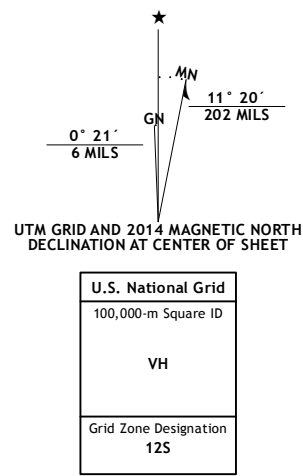 ★
MN
GN
11° 20´
202 MILS
0° 21´
6 MILS
UTM GRID AND 2014 MAGNETIC NORTH
DECLINATION AT CENTER OF SHEET
U.S. National Grid
100,000-m Square ID
VH
Grid Zone Designation
12S